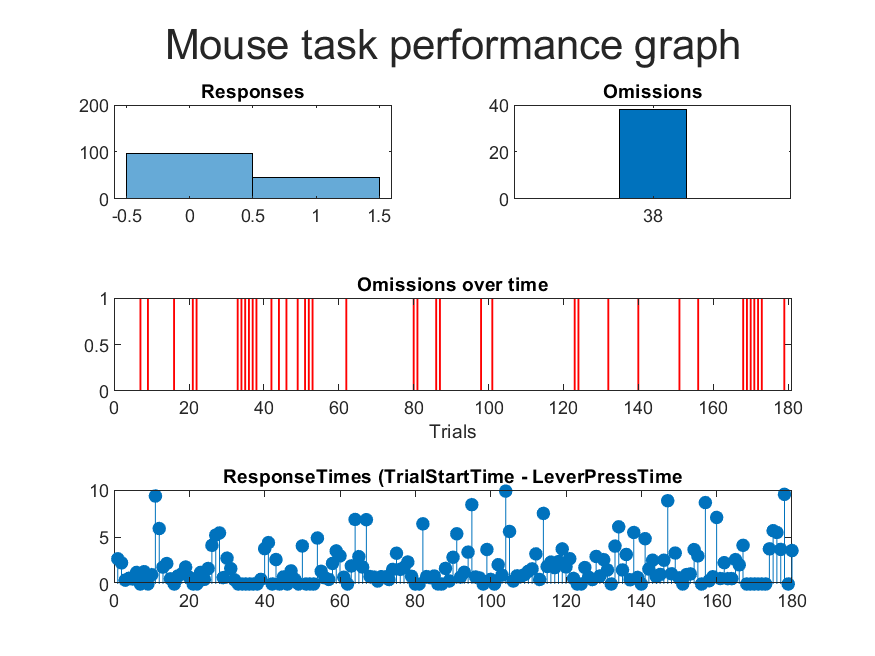 Mouse task performance graph
Responses
Omissions
200
100
0
-0.5 0 0.5 1 1.5
40
20
0
38
Omissions over time
1
0.5
0
0 20 40 60 80 100 120 140 160 180
Trials
ResponseTimes (TrialStartTime - LeverPressTime
10
5
0
0 20 40 60 80 100 120 140 160 180